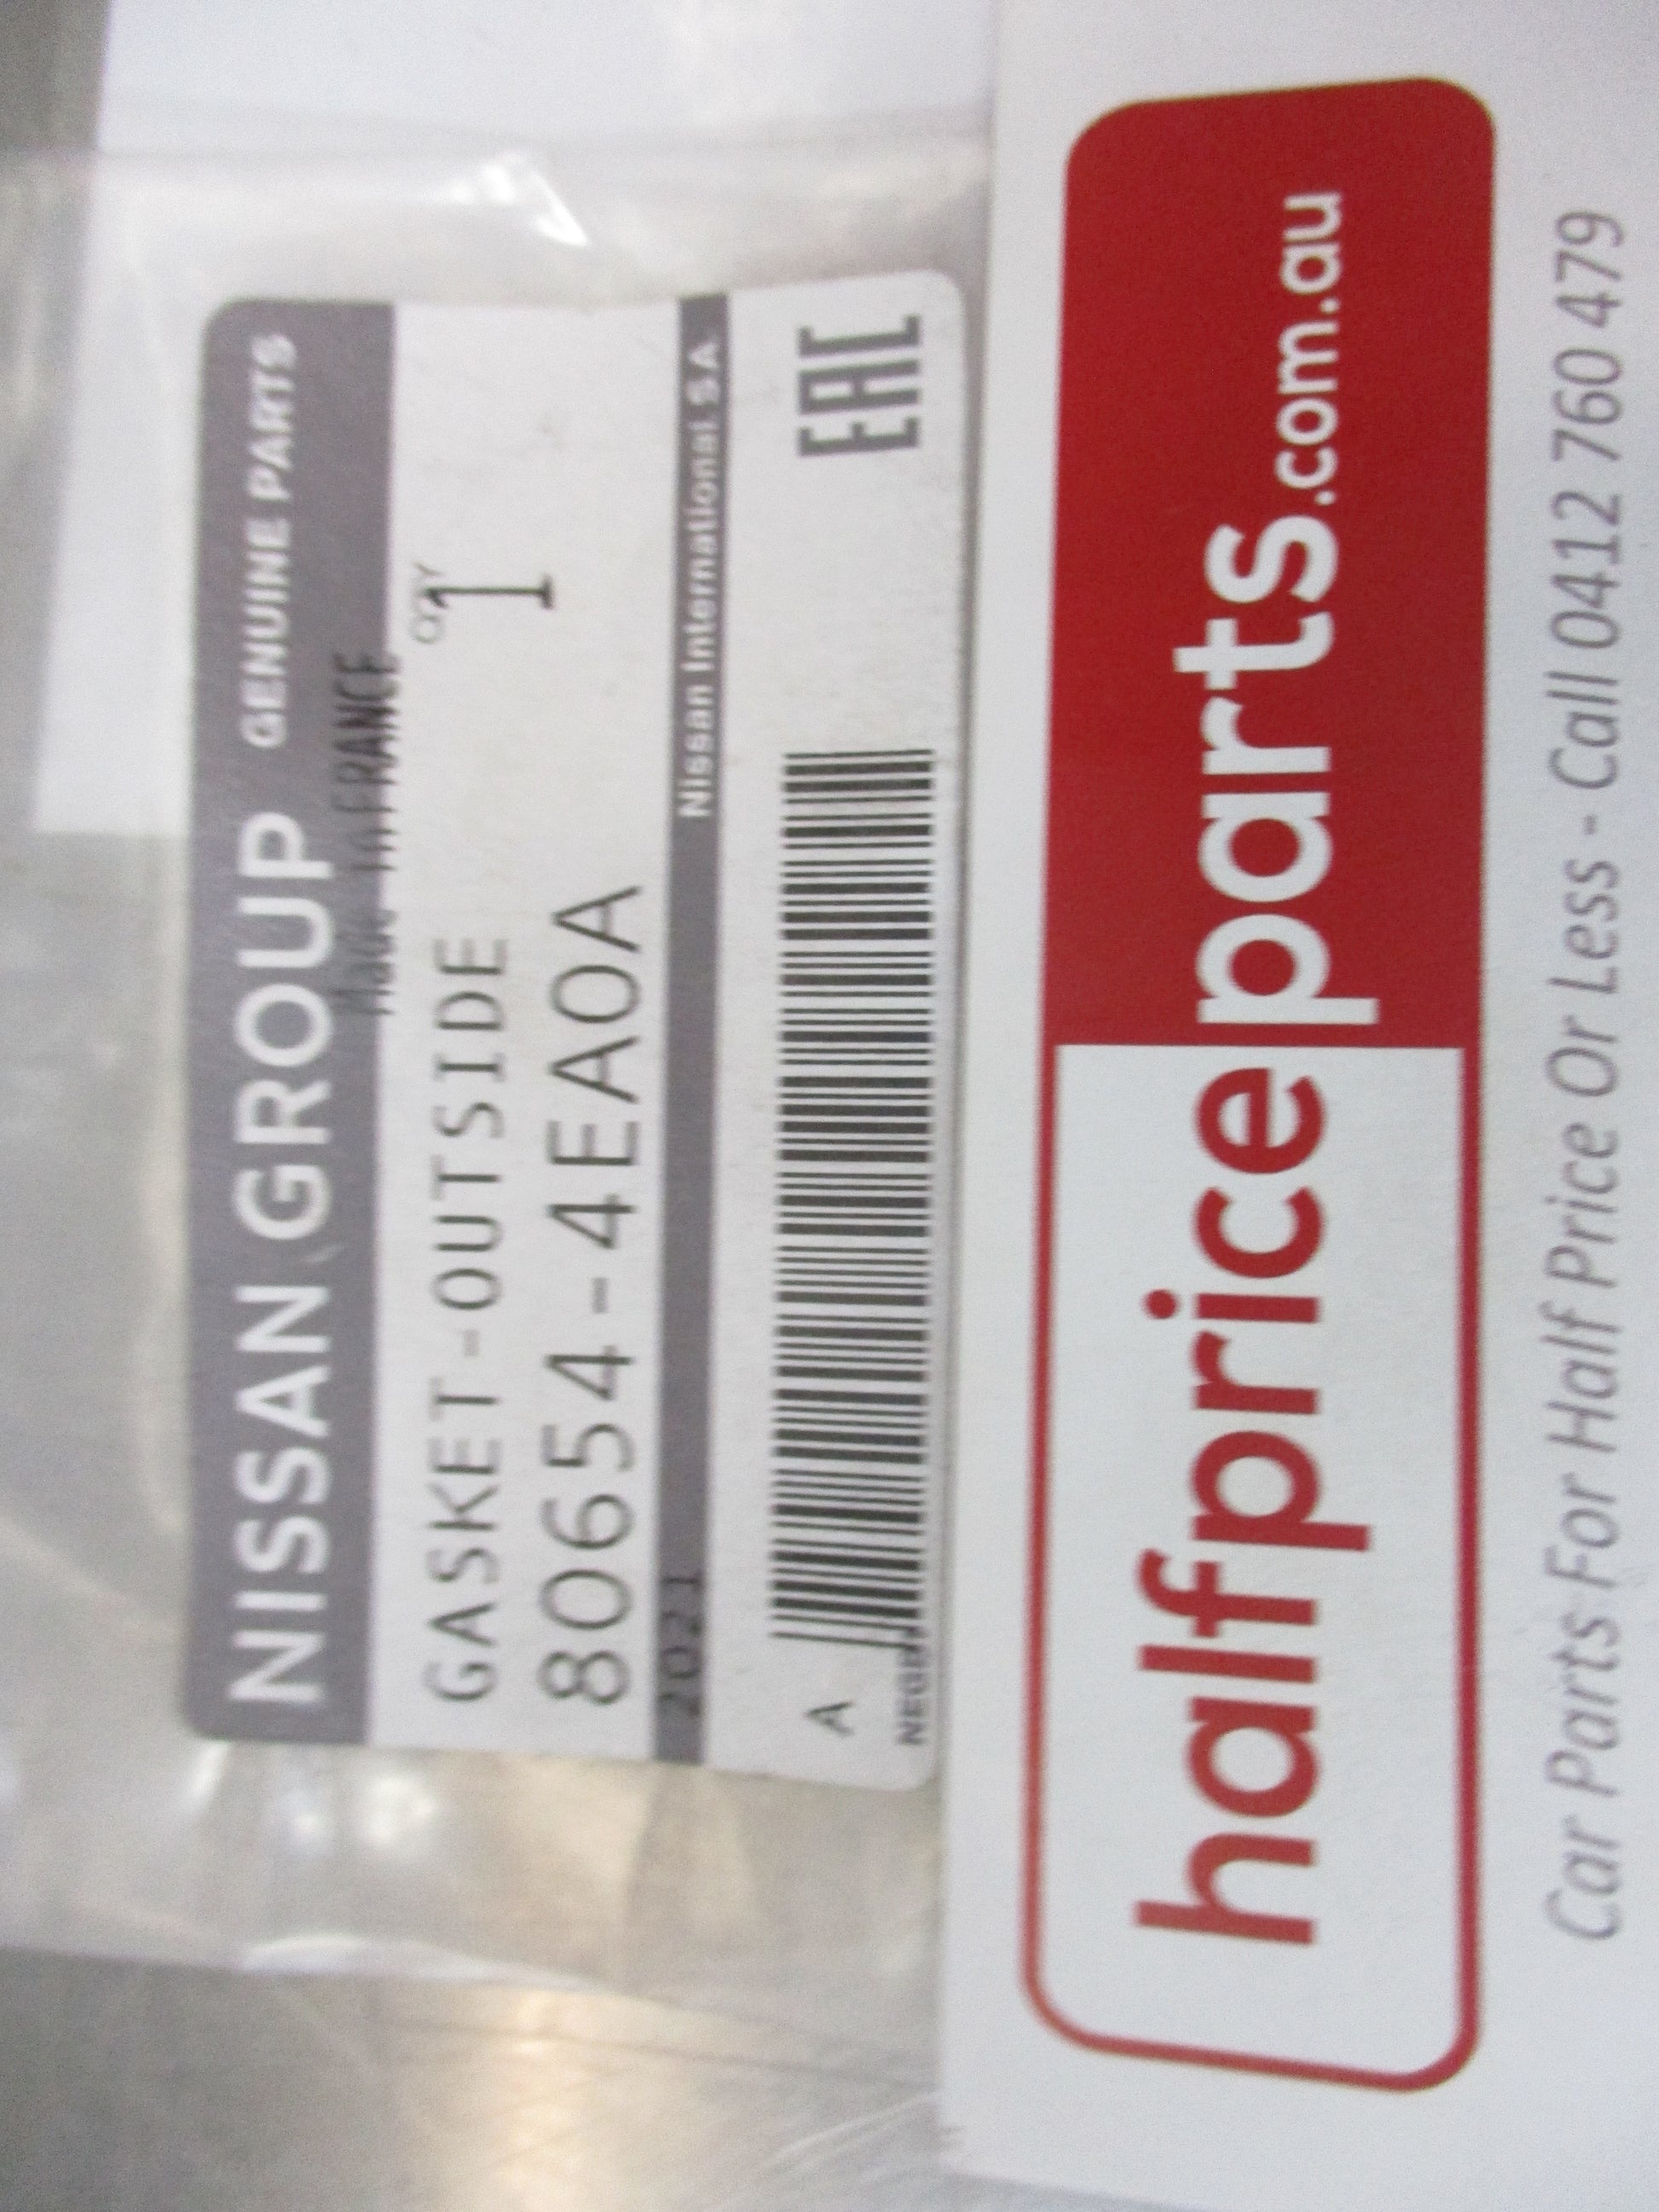 NISSAN GROUP GENUINE PARTS
Made in FRANCE
QTY
GASKET-OUTSIDE 1
80654-4EA0A
2021 Nissan International SA
A
EAC
halfpriceparts.com.au
Car Parts For Half Price Or Less - Call 0412 760 479